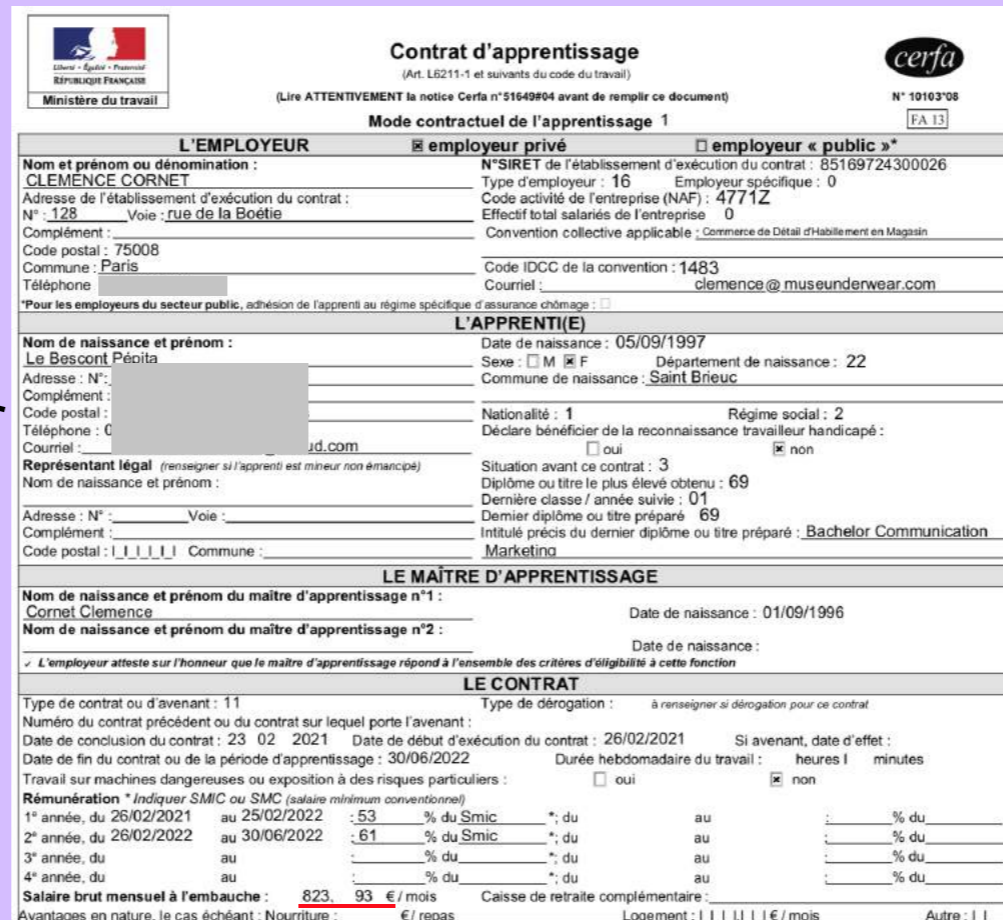 Liberté • Égalité • Fraternité
RÉPUBLIQUE FRANÇAISE
Ministère du travail
Contrat d'apprentissage
(Art. L6211-1 et suivants du code du travail)
(Lire ATTENTIVEMENT la notice Cerfa n°51649#04 avant de remplir ce document)
Mode contractuel de l'apprentissage 1
cerfa
N° 10103*08
FA 13
L'EMPLOYEUR ☒ employeur privé ☐ employeur « public »*
Nom et prénom ou dénomination :
CLEMENCE CORNET
Adresse de l'établissement d'exécution du contrat :
N° : 128 Voie : rue de la Boétie
Complément :
Code postal : 75008
Commune : Paris
Téléphone
N°SIRET de l'établissement d'exécution du contrat : 85169724300026
Type d'employeur : 16 Employeur spécifique : 0
Code activité de l'entreprise (NAF) : 4771Z
Effectif total salariés de l'entreprise 0
Convention collective applicable : Commerce de Détail d'Habillement en Magasin
Code IDCC de la convention : 1483
Courriel : clemence@museunderwear.com
*Pour les employeurs du secteur public, adhésion de l'apprenti au régime spécifique d'assurance chômage : ☐
L'APPRENTI(E)
Nom de naissance et prénom :
Le Bescont Pépita
Adresse : N° :
Complément :
Code postal :
Téléphone : 0
Courriel : ud.com
Représentant légal (renseigner si l'apprenti est mineur non émancipé)
Nom de naissance et prénom :
Adresse : N° : Voie :
Complément :
Code postal : Commune :
Date de naissance : 05/09/1997
Sexe : ☐ M ☒ F Département de naissance : 22
Commune de naissance : Saint Brieuc
Nationalité : 1 Régime social : 2
Déclare bénéficier de la reconnaissance travailleur handicapé :
☐ oui ☒ non
Situation avant ce contrat : 3
Diplôme ou titre le plus élevé obtenu : 69
Dernière classe / année suivie : 01
Dernier diplôme ou titre préparé 69
Intitulé précis du dernier diplôme ou titre préparé : Bachelor Communication
Marketing
LE MAÎTRE D'APPRENTISSAGE
Nom de naissance et prénom du maître d'apprentissage n°1 :
Cornet Clemence Date de naissance : 01/09/1996
Nom de naissance et prénom du maître d'apprentissage n°2 :
Date de naissance :
✓ L'employeur atteste sur l'honneur que le maître d'apprentissage répond à l'ensemble des critères d'éligibilité à cette fonction
LE CONTRAT
Type de contrat ou d'avenant : 11 Type de dérogation : à renseigner si dérogation pour ce contrat
Numéro du contrat précédent ou du contrat sur lequel porte l'avenant :
Date de conclusion du contrat : 23 02 2021 Date de début d'exécution du contrat : 26/02/2021 Si avenant, date d'effet :
Date de fin du contrat ou de la période d'apprentissage : 30/06/2022 Durée hebdomadaire du travail : heures I minutes
Travail sur machines dangereuses ou exposition à des risques particuliers : ☐ oui ☒ non
Rémunération * Indiquer SMIC ou SMC (salaire minimum conventionnel)
1° année, du 26/02/2021 au 25/02/2022 : 53 % du Smic *; du au : % du
2° année, du 26/02/2022 au 30/06/2022 : 61 % du Smic *; du au : % du
3° année, du au : % du *; du au : % du
4° année, du au : % du *; du au : % du
Salaire brut mensuel à l'embauche : 823, 93 € / mois Caisse de retraite complémentaire :
Avantages en nature, le cas échéant : Nourriture : €/ repas Logement : € / mois Autre :